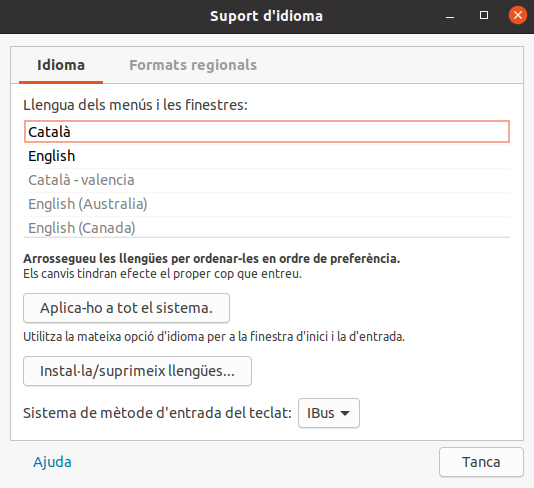 Suport d'idioma
Idioma
Formats regionals
Llengua dels menús i les finestres:
Català
English
Català - valencia
English (Australia)
English (Canada)
Arrossegueu les llengües per ordenar-les en ordre de preferència.
Els canvis tindran efecte el proper cop que entreu.
Aplica-ho a tot el sistema.
Utilitza la mateixa opció d'idioma per a la finestra d'inici i la d'entrada.
Instal·la/suprimeix llengües...
Sistema de mètode d'entrada del teclat: IBus
Ajuda
Tanca